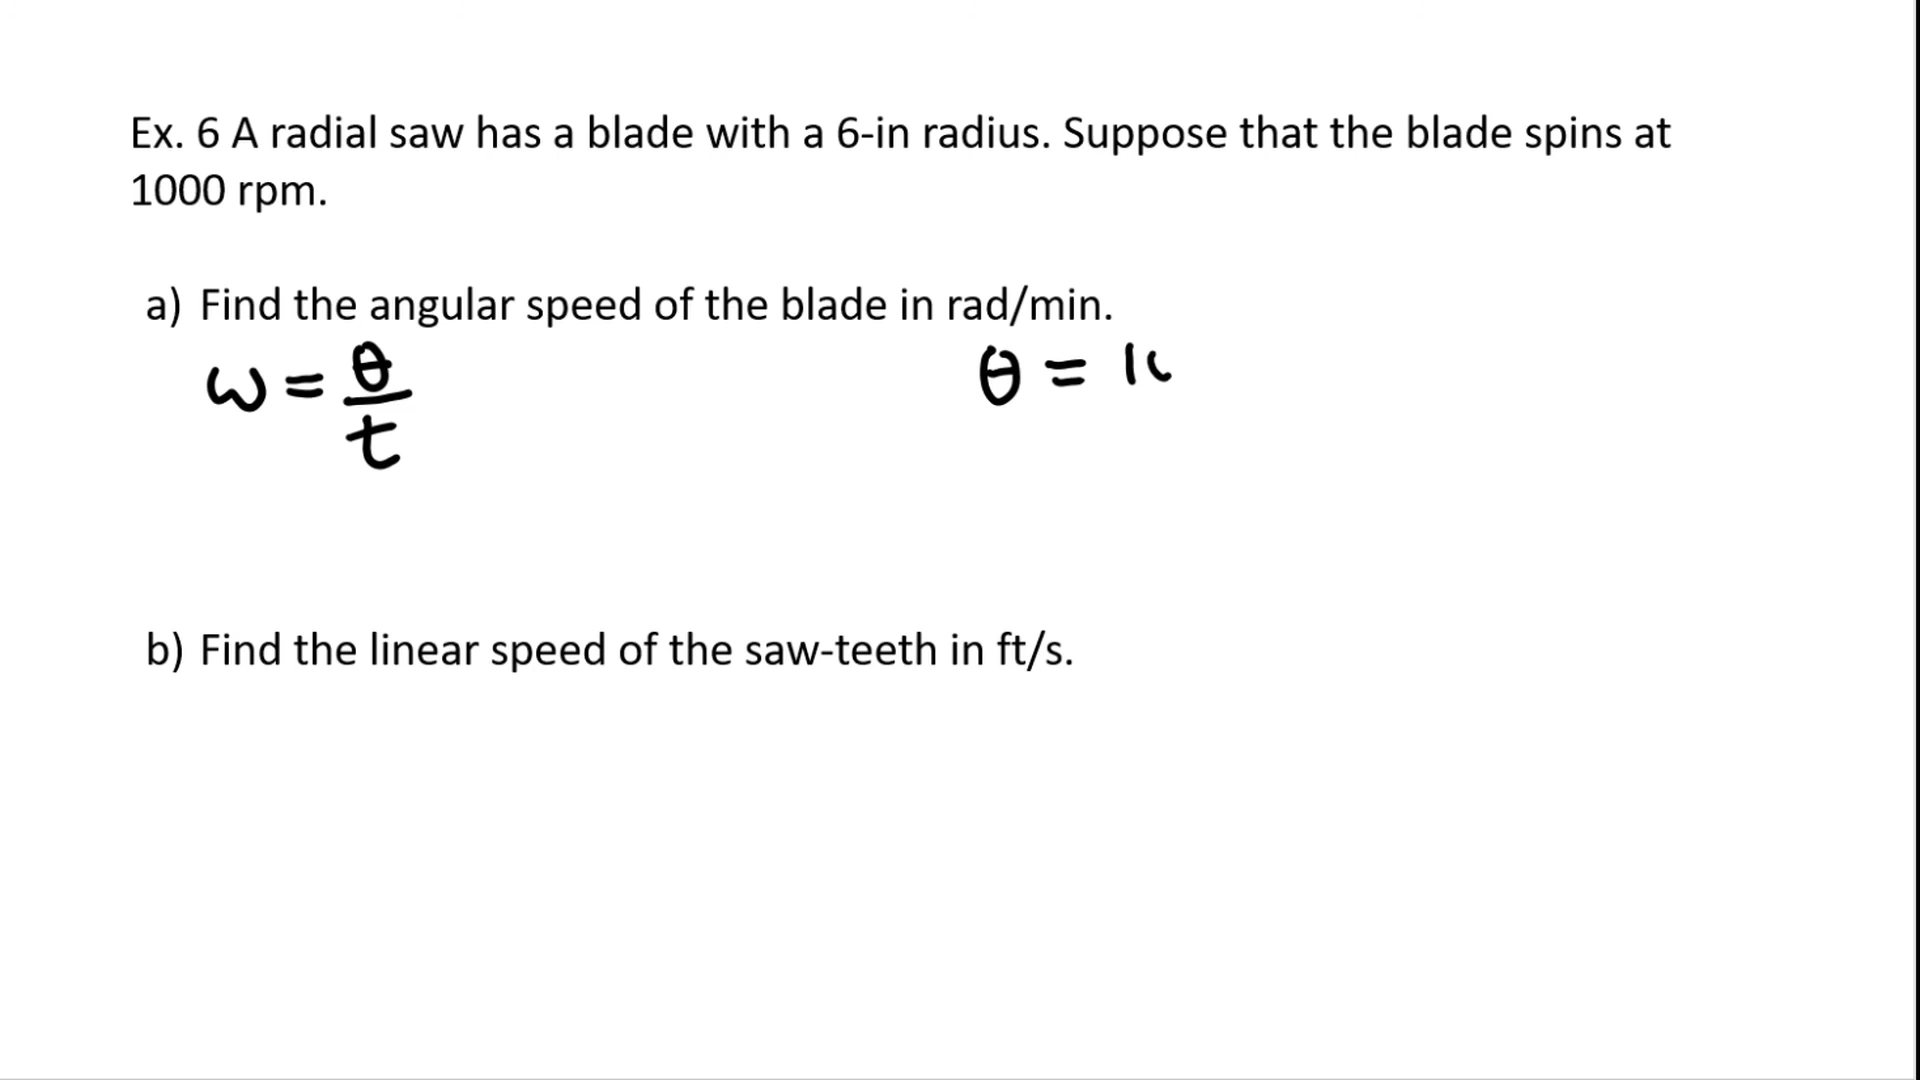 Ex. 6 A radial saw has a blade with a 6-in radius. Suppose that the blade spins at
1000 rpm.
a) Find the angular speed of the blade in rad/min.
ω = θ/t
θ = 1
b) Find the linear speed of the saw-teeth in ft/s.